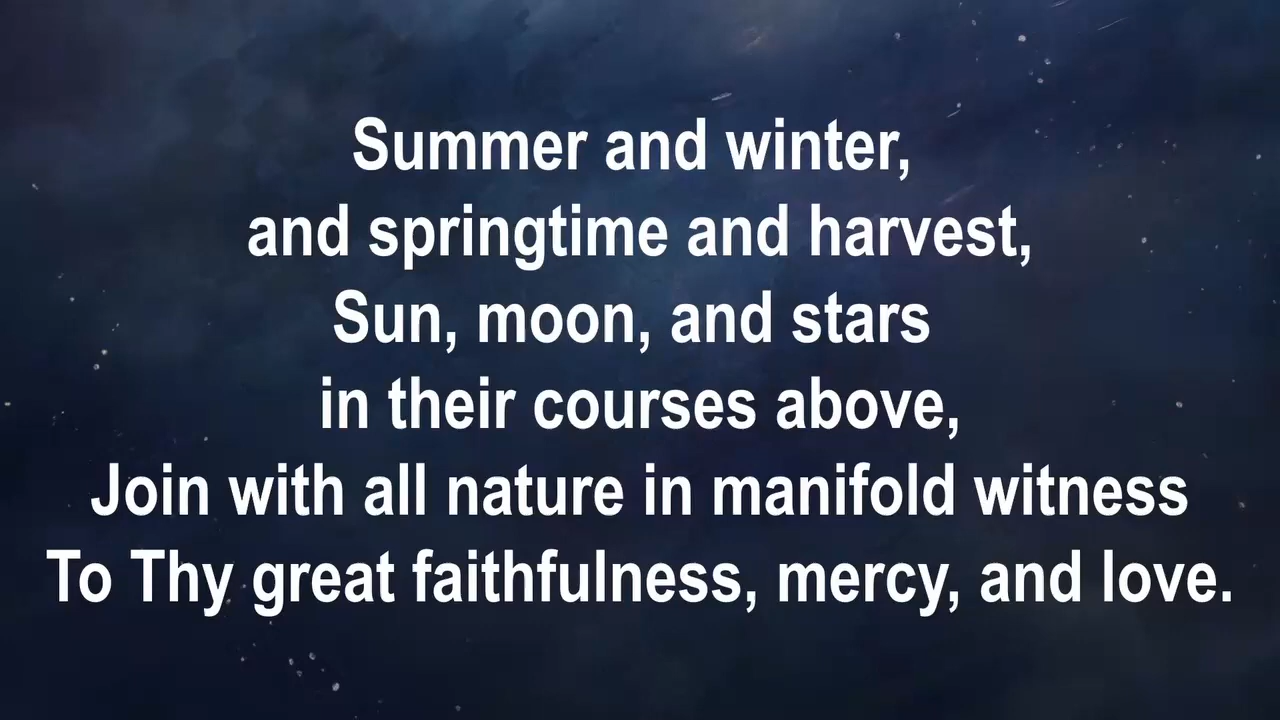 Summer and winter,
and springtime and harvest,
Sun, moon, and stars
in their courses above,
Join with all nature in manifold witness
To Thy great faithfulness, mercy, and love.